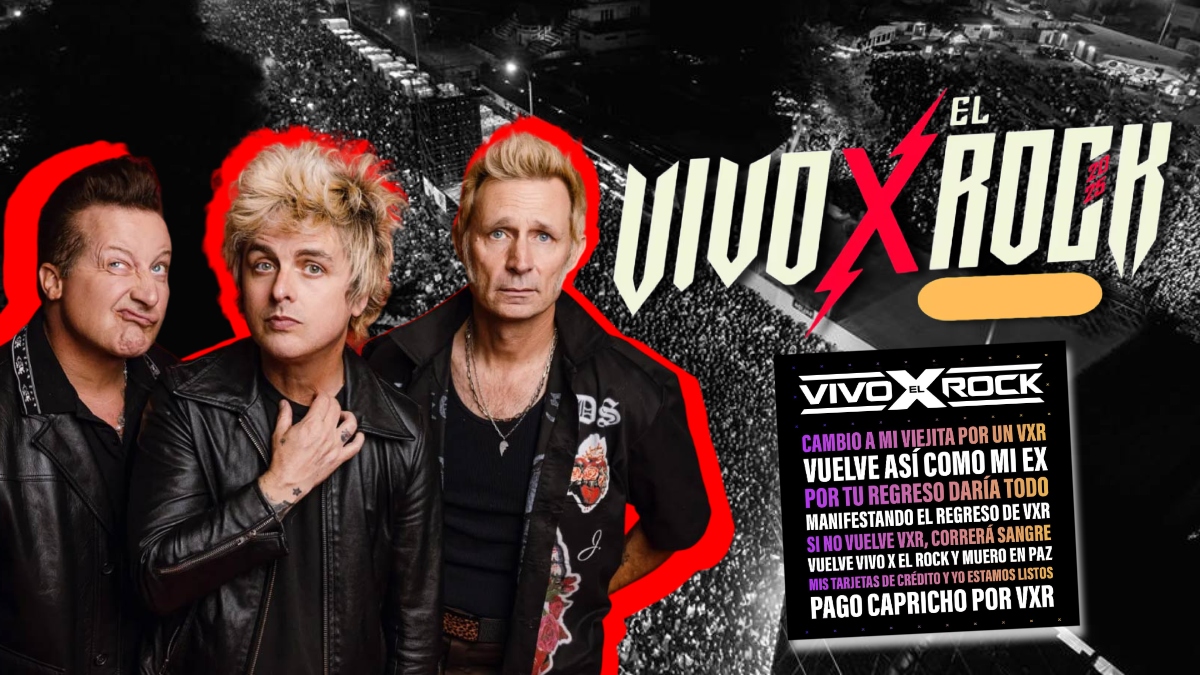 EL
VIVO X ROCK
VIVO X EL ROCK
CAMBIO A MI VIEJITA POR UN VXR
VUELVE ASÍ COMO MI EX
POR TU REGRESO DARÍA TODO
MANIFESTANDO EL REGRESO DE VXR
SI NO VUELVE VXR, CORRERÁ SANGRE
VUELVE VIVO X EL ROCK Y MUERO EN PAZ
MIS TARJETAS DE CRÉDITO Y YO ESTAMOS LISTOS
PAGO CAPRICHO POR VXR
DS
J.